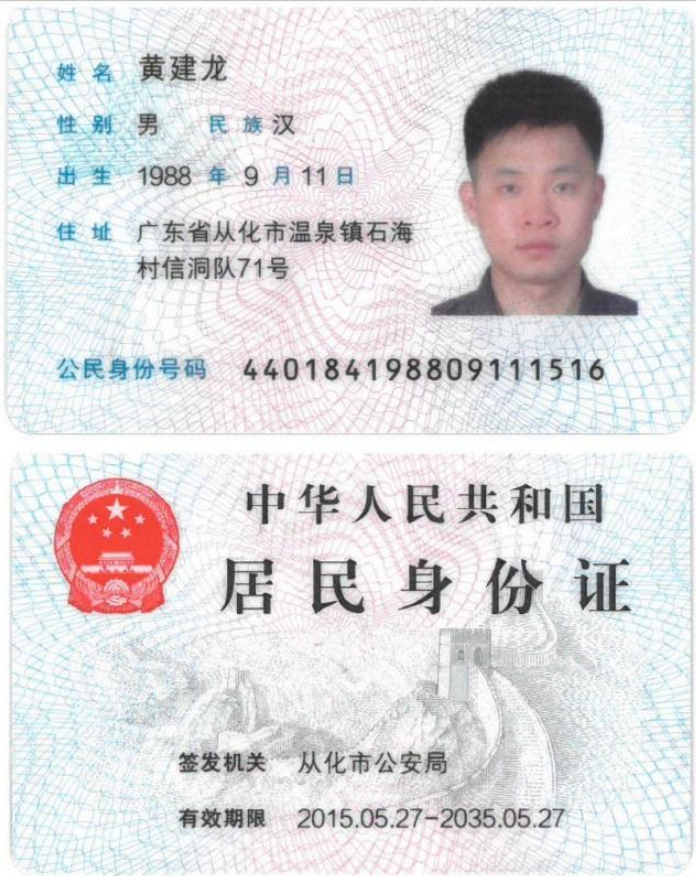 姓名 黄建龙
性别 男 民族 汉
出生 1988 年 9 月 11 日
住址 广东省从化市温泉镇石海
村信洞队71号
公民身份号码 440184198809111516
中华人民共和国
居民身份证
签发机关 从化市公安局
有效期限 2015.05.27-2035.05.27